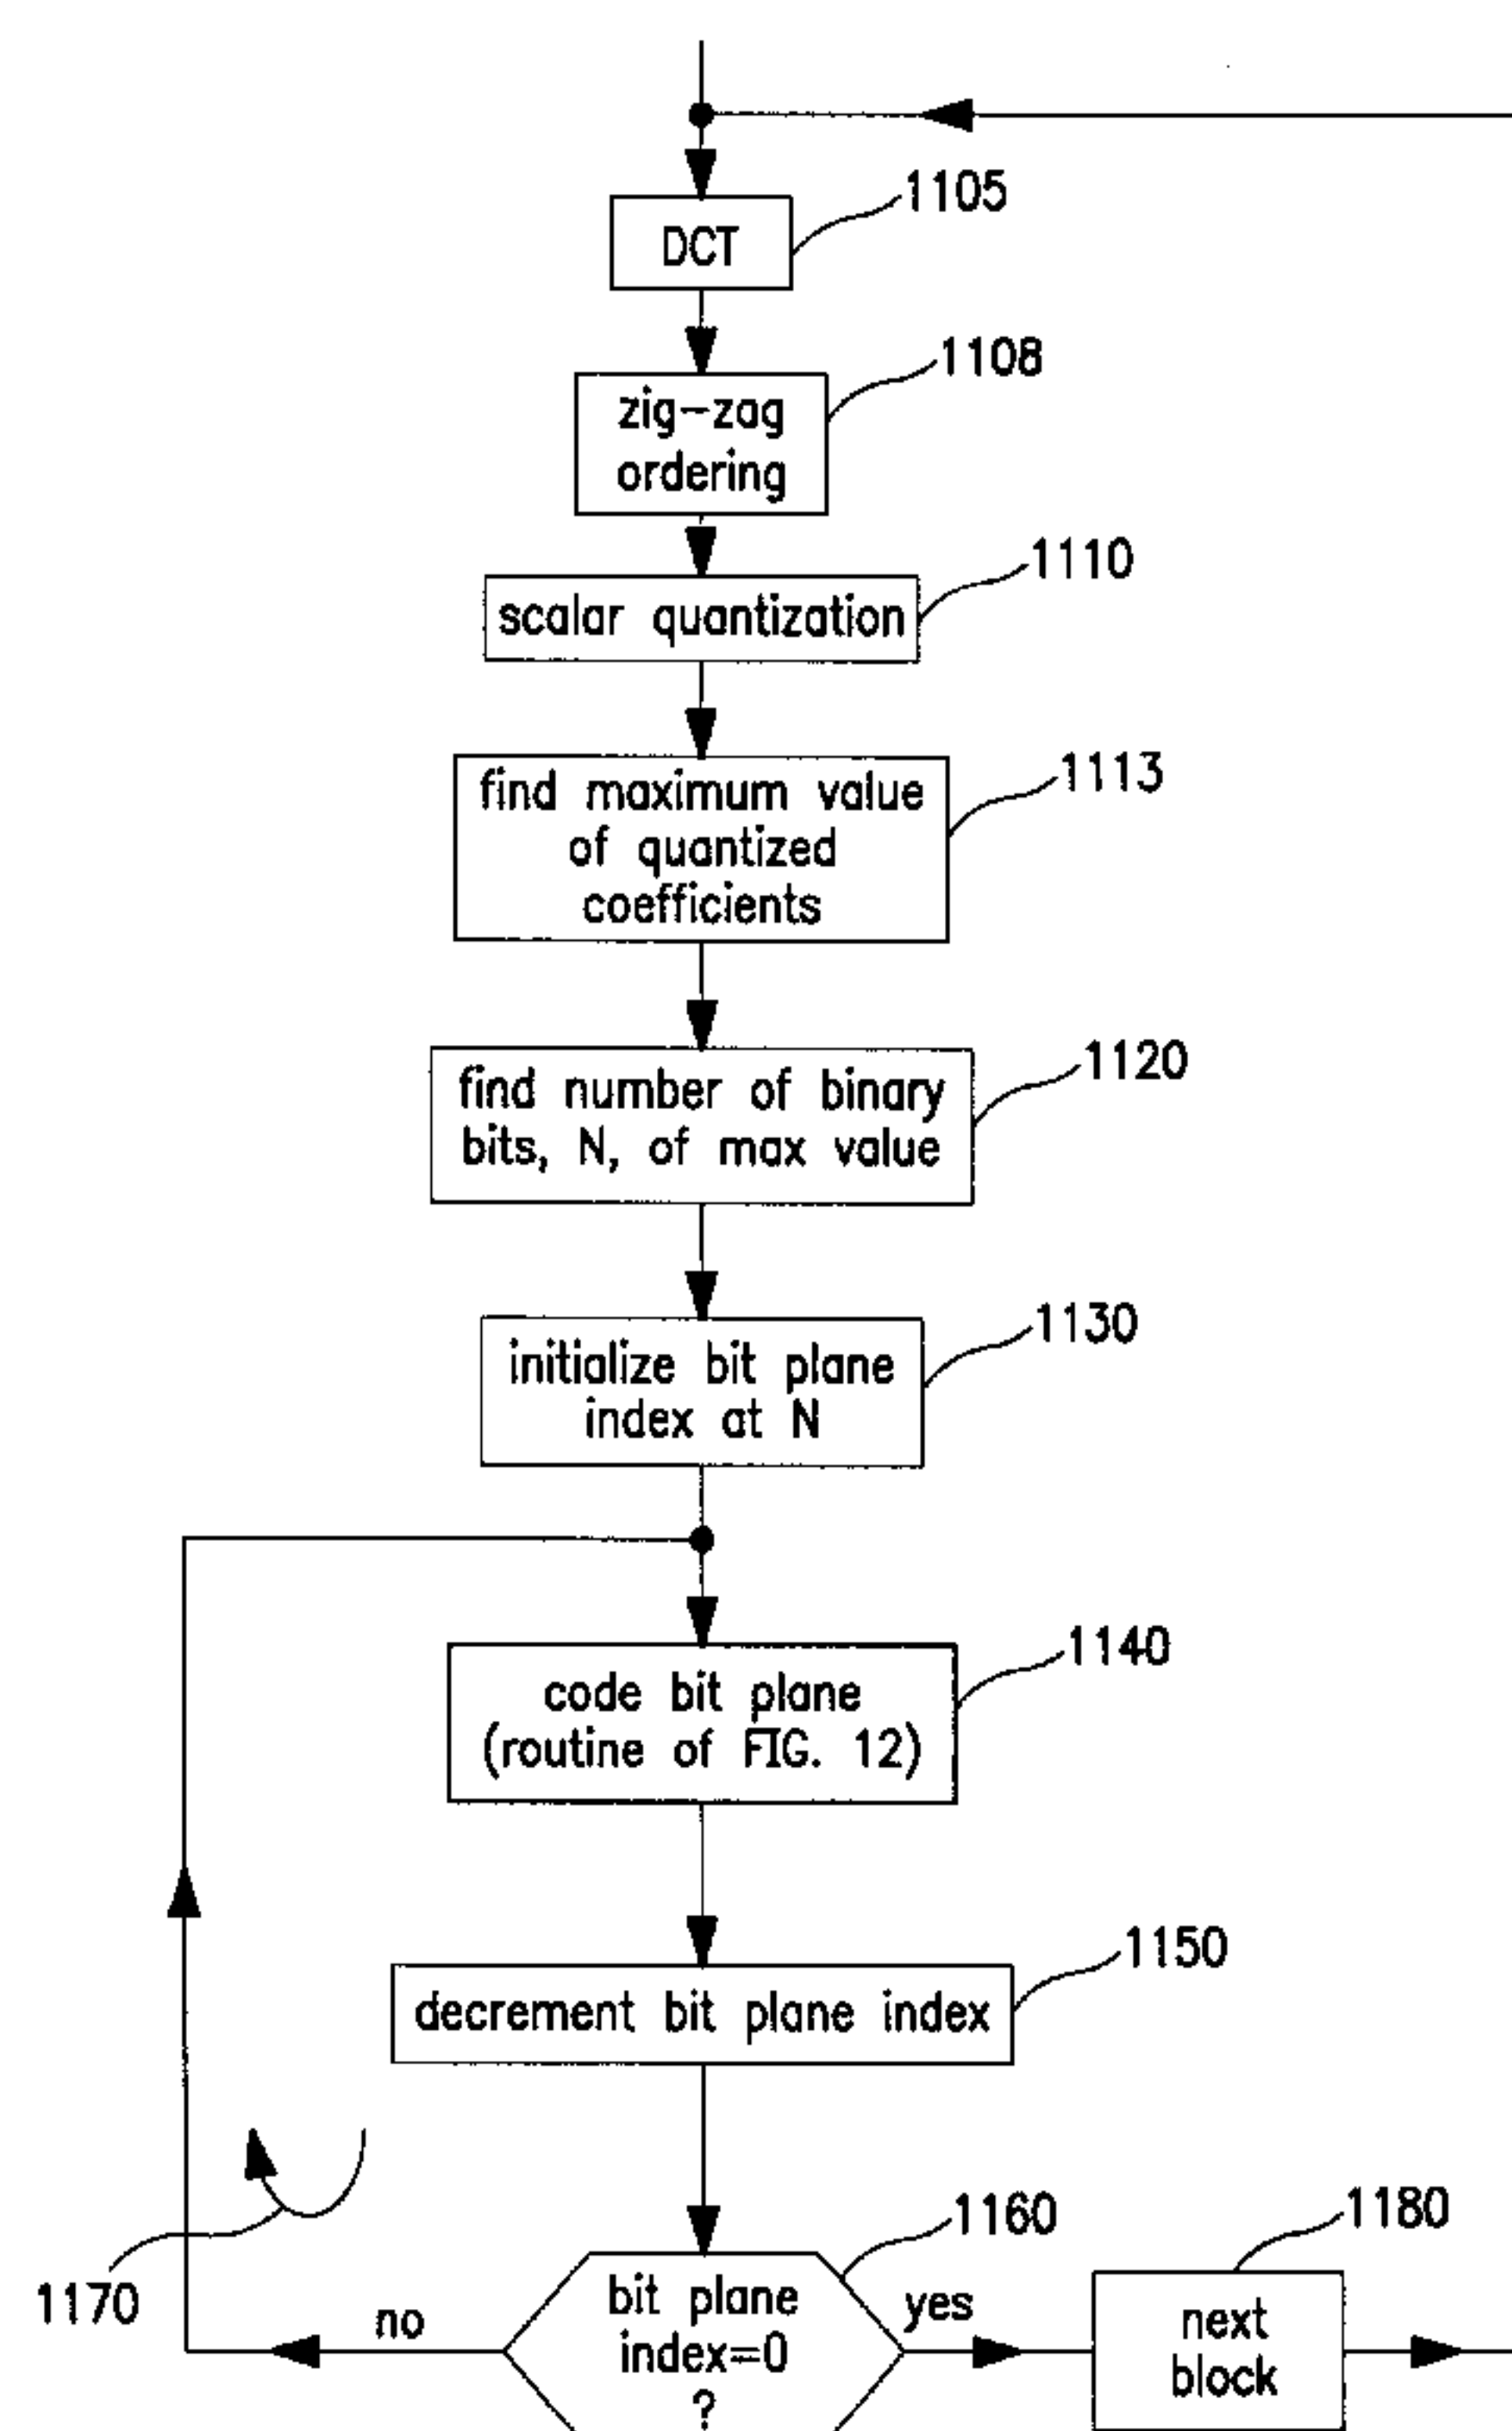 1105
DCT
1108
zig-zag
ordering
1110
scalar quantization
1113
find maximum value
of quantized
coefficients
1120
find number of binary
bits, N, of max value
1130
initialize bit plane
index at N
1140
code bit plane
(routine of FIG. 12)
1150
decrement bit plane index
1160
1180
1170
no
bit plane
index=0
?
yes
next
block